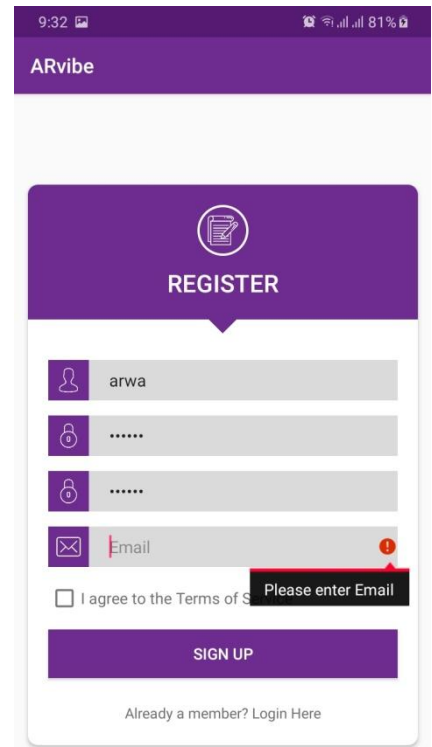 9:32 81%
ARvibe
REGISTER
arwa
••••••
••••••
Email
Please enter Email
I agree to the Terms of Service
SIGN UP
Already a member? Login Here